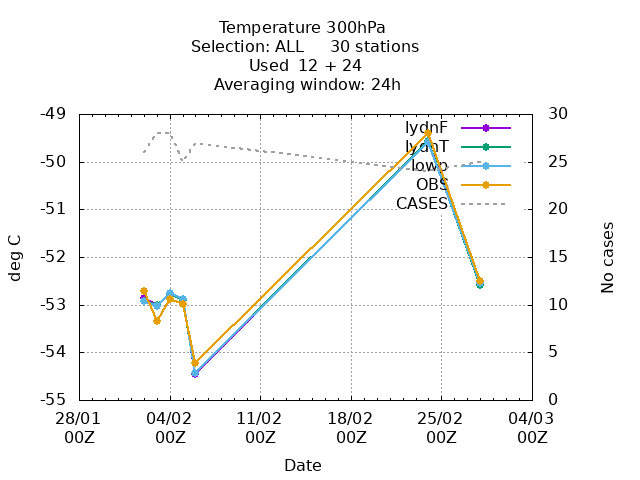 Temperature 300hPa
Selection: ALL 30 stations
Used 12 + 24
Averaging window: 24h
-49
-50
-51
-52
-53
-54
-55
deg C
30
25
20
15
10
5
0
No cases
lydnF
lydnT
lowp
OBS
CASES
28/01 04/02 11/02 18/02 25/02 04/03
00Z 00Z 00Z 00Z 00Z 00Z
Date